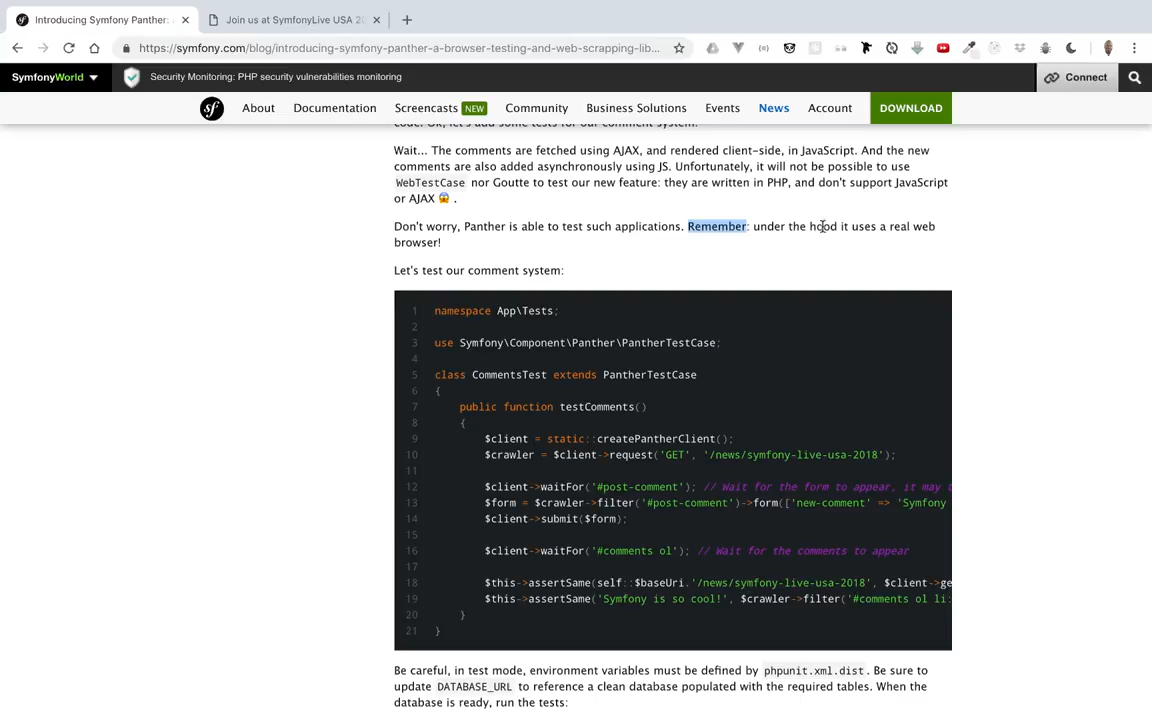 Introducing Symfony Panther:
Join us at SymfonyLive USA 20
https://symfony.com/blog/introducing-symfony-panther-a-browser-testing-and-web-scrapping-lib...
SymfonyWorld
Security Monitoring: PHP security vulnerabilities monitoring
Connect
sf About Documentation Screencasts NEW Community Business Solutions Events News Account DOWNLOAD
code. Ok, let's add some tests for our comment system.
Wait... The comments are fetched using AJAX, and rendered client-side, in JavaScript. And the new
comments are also added asynchronously using JS. Unfortunately, it will not be possible to use
WebTestCase nor Goutte to test our new feature: they are written in PHP, and don't support JavaScript
or AJAX 😱 .
Don't worry, Panther is able to test such applications. Remember: under the hood it uses a real web
browser!
Let's test our comment system:
1 namespace App\Tests;
2
3 use Symfony\Component\Panther\PantherTestCase;
4
5 class CommentsTest extends PantherTestCase
6 {
7 public function testComments()
8 {
9 $client = static::createPantherClient();
10 $crawler = $client->request('GET', '/news/symfony-live-usa-2018');
11
12 $client->waitFor('#post-comment'); // Wait for the form to appear, it may t
13 $form = $crawler->filter('#post-comment')->form(['new-comment' => 'Symfony
14 $client->submit($form);
15
16 $client->waitFor('#comments ol'); // Wait for the comments to appear
17
18 $this->assertSame(self::$baseUri.'/news/symfony-live-usa-2018', $client->ge
19 $this->assertSame('Symfony is so cool!', $crawler->filter('#comments ol li:
20 }
21 }
Be careful, in test mode, environment variables must be defined by phpunit.xml.dist. Be sure to
update DATABASE_URL to reference a clean database populated with the required tables. When the
database is ready, run the tests: